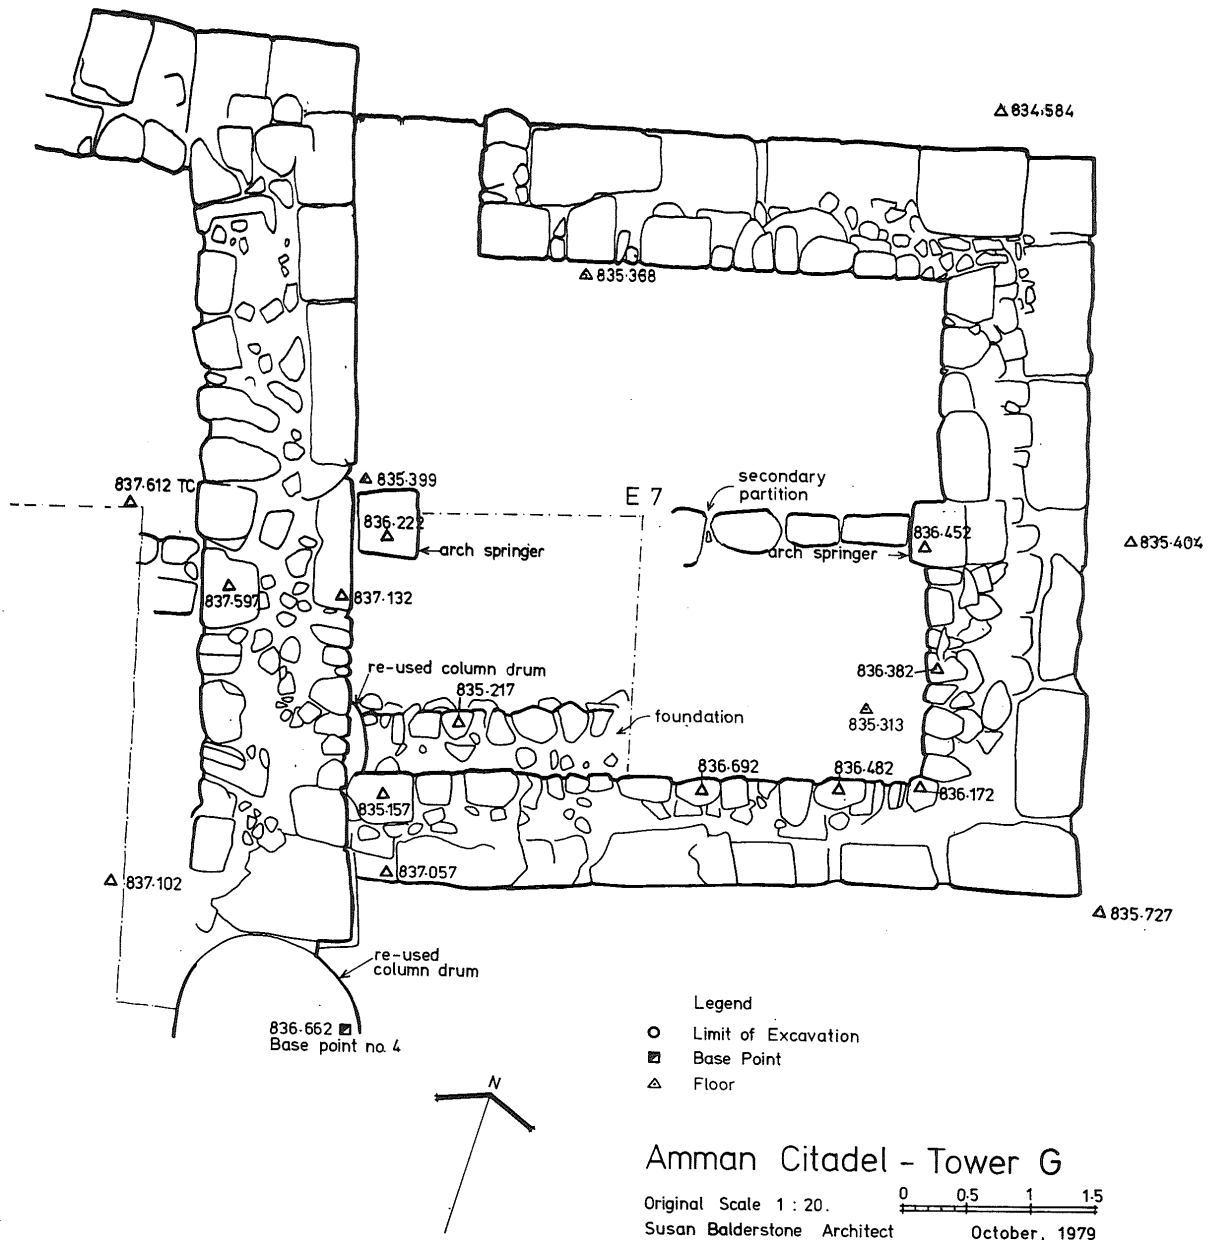 834·584
835·368
837·612 TC
835·399
836·222
arch springer
E 7
secondary
partition
836·452
arch springer
835·404
837·597
837·132
re-used column drum
835·217
foundation
836·382
835·313
836·692
836·482
836·172
835·157
837·057
837·102
835·727
re-used
column drum
836·662
Base point no. 4
N
Legend
Limit of Excavation
Base Point
Floor
Amman Citadel – Tower G
Original Scale 1 : 20.
0 0·5 1 1·5
Susan Balderstone Architect
October, 1979